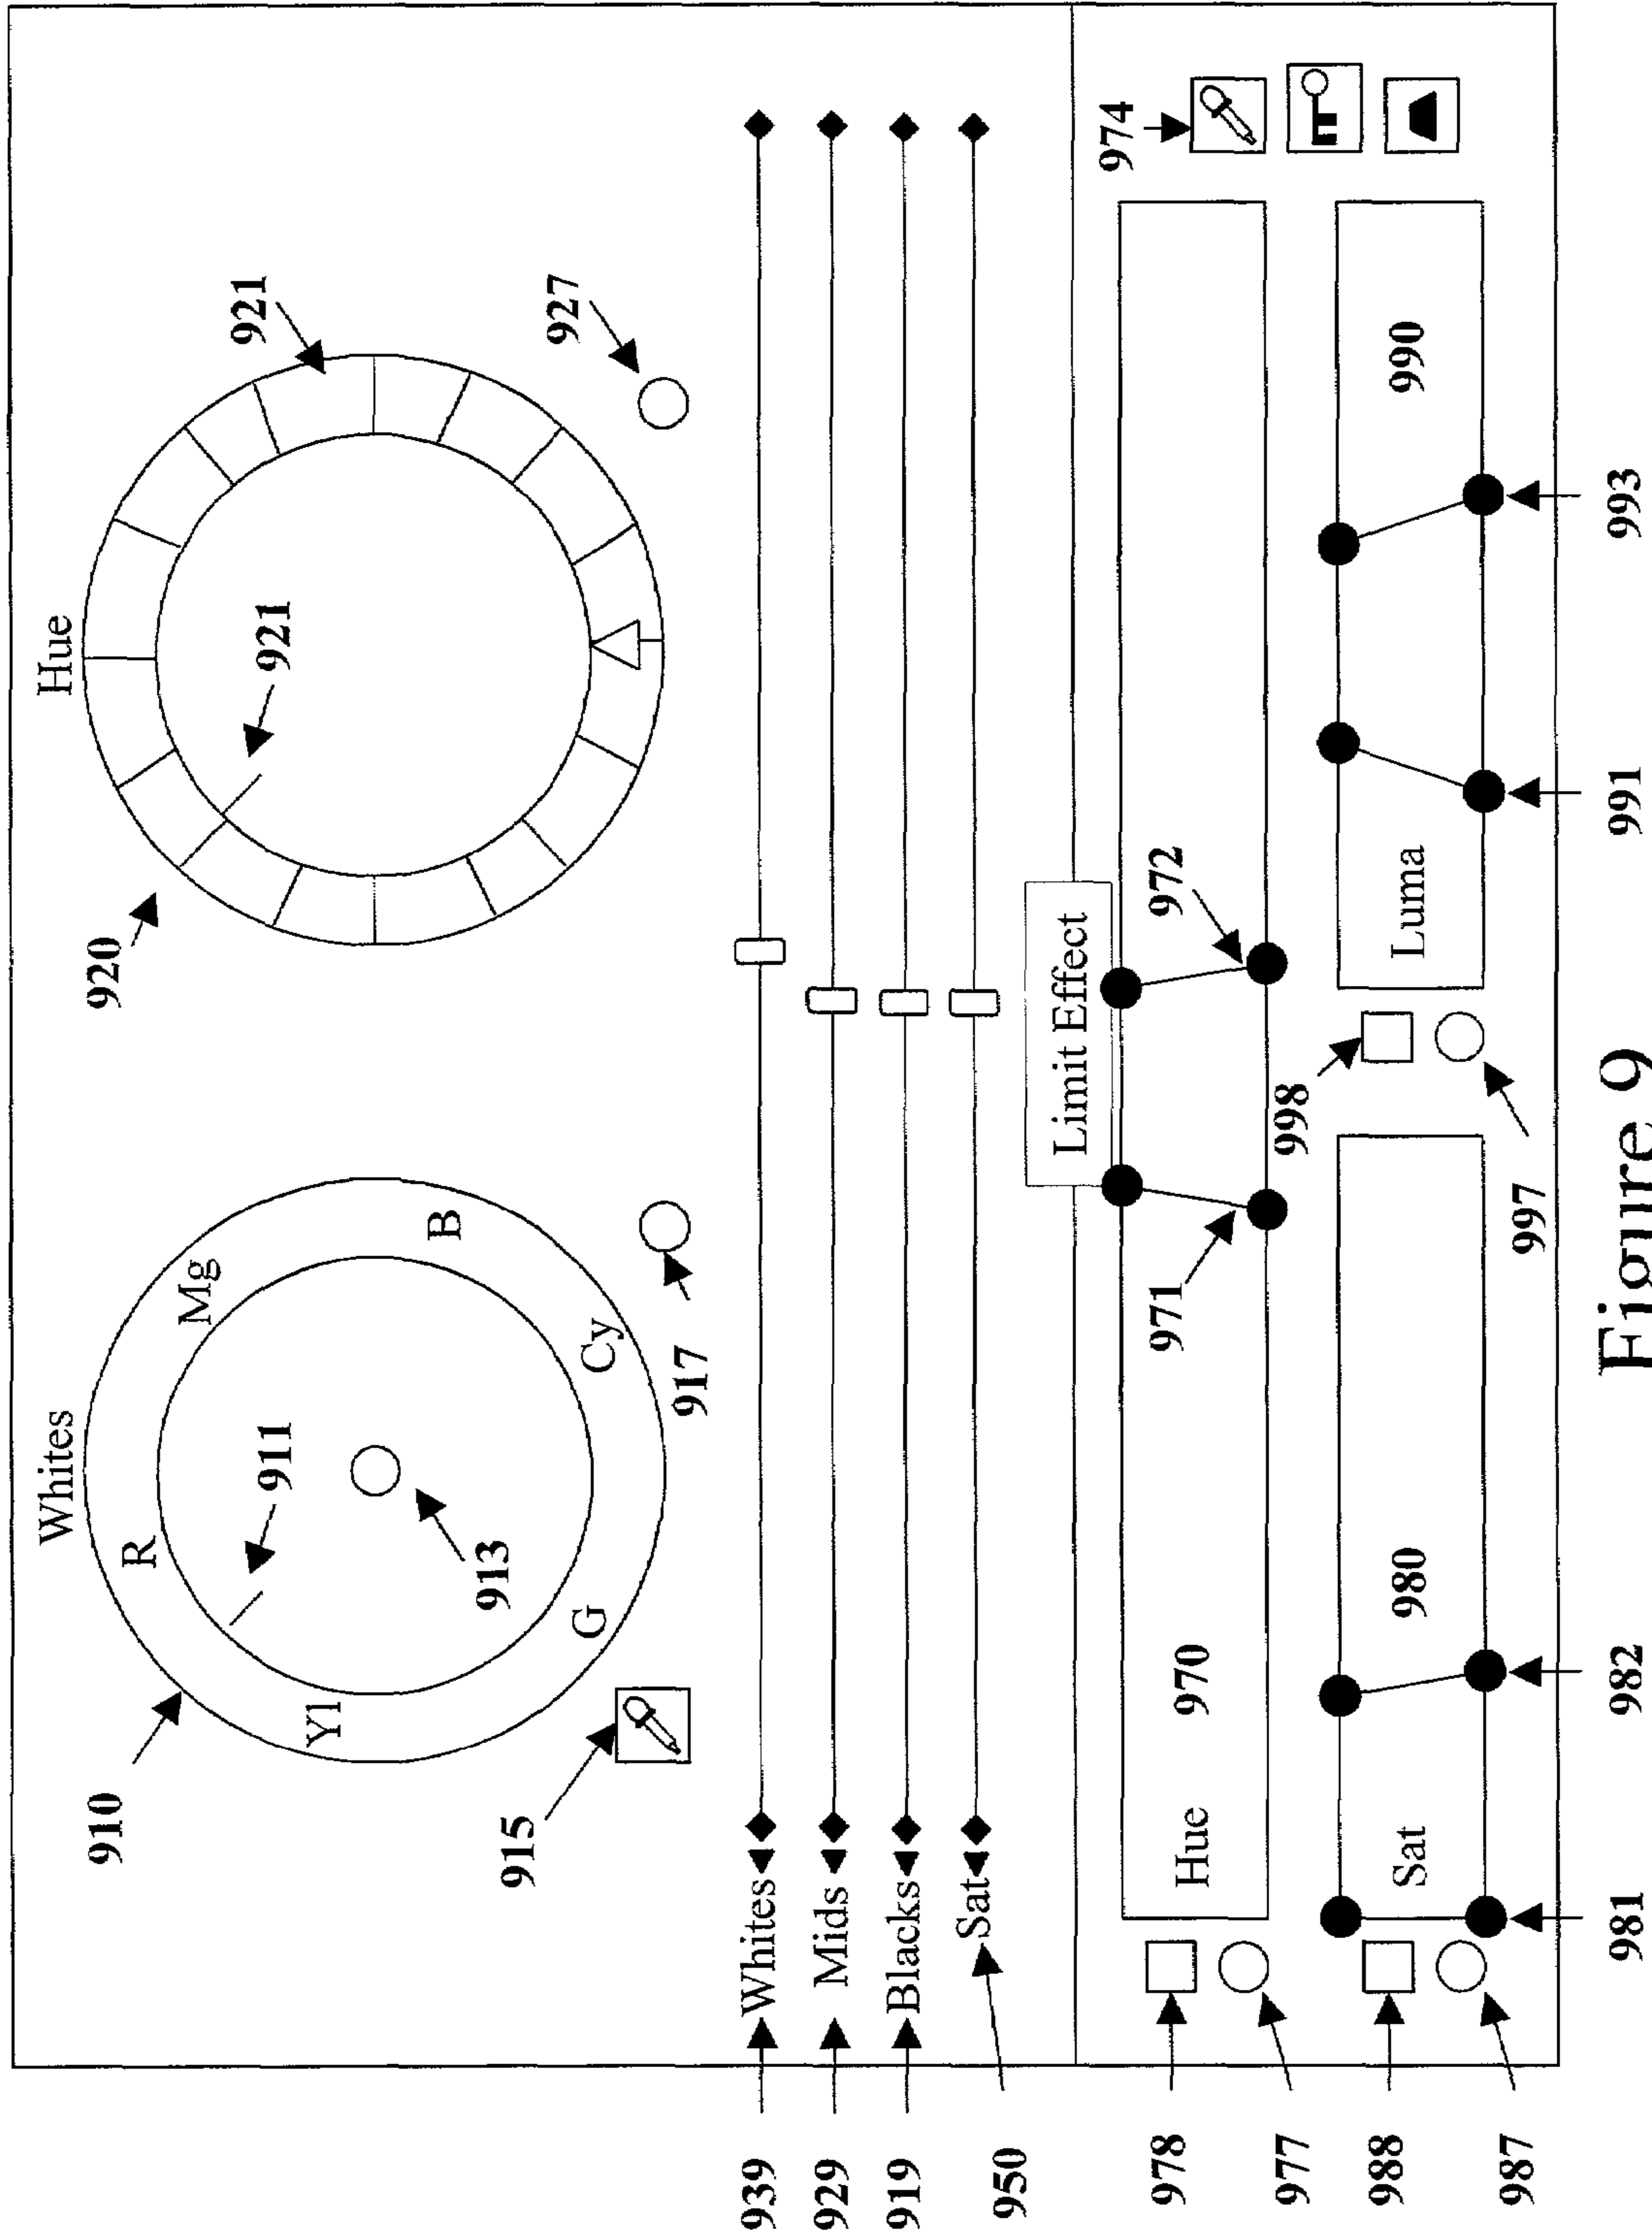 Whites
Hue
910
920
R
Mg
911
921
921
Yl
B
913
915
G
Cy
917
927
939
Whites
929
Mids
919
Blacks
950
Sat
Limit Effect
974
978
Hue
970
971
972
977
998
988
Sat
980
Luma
990
987
997
981
982
991
993
Figure 9